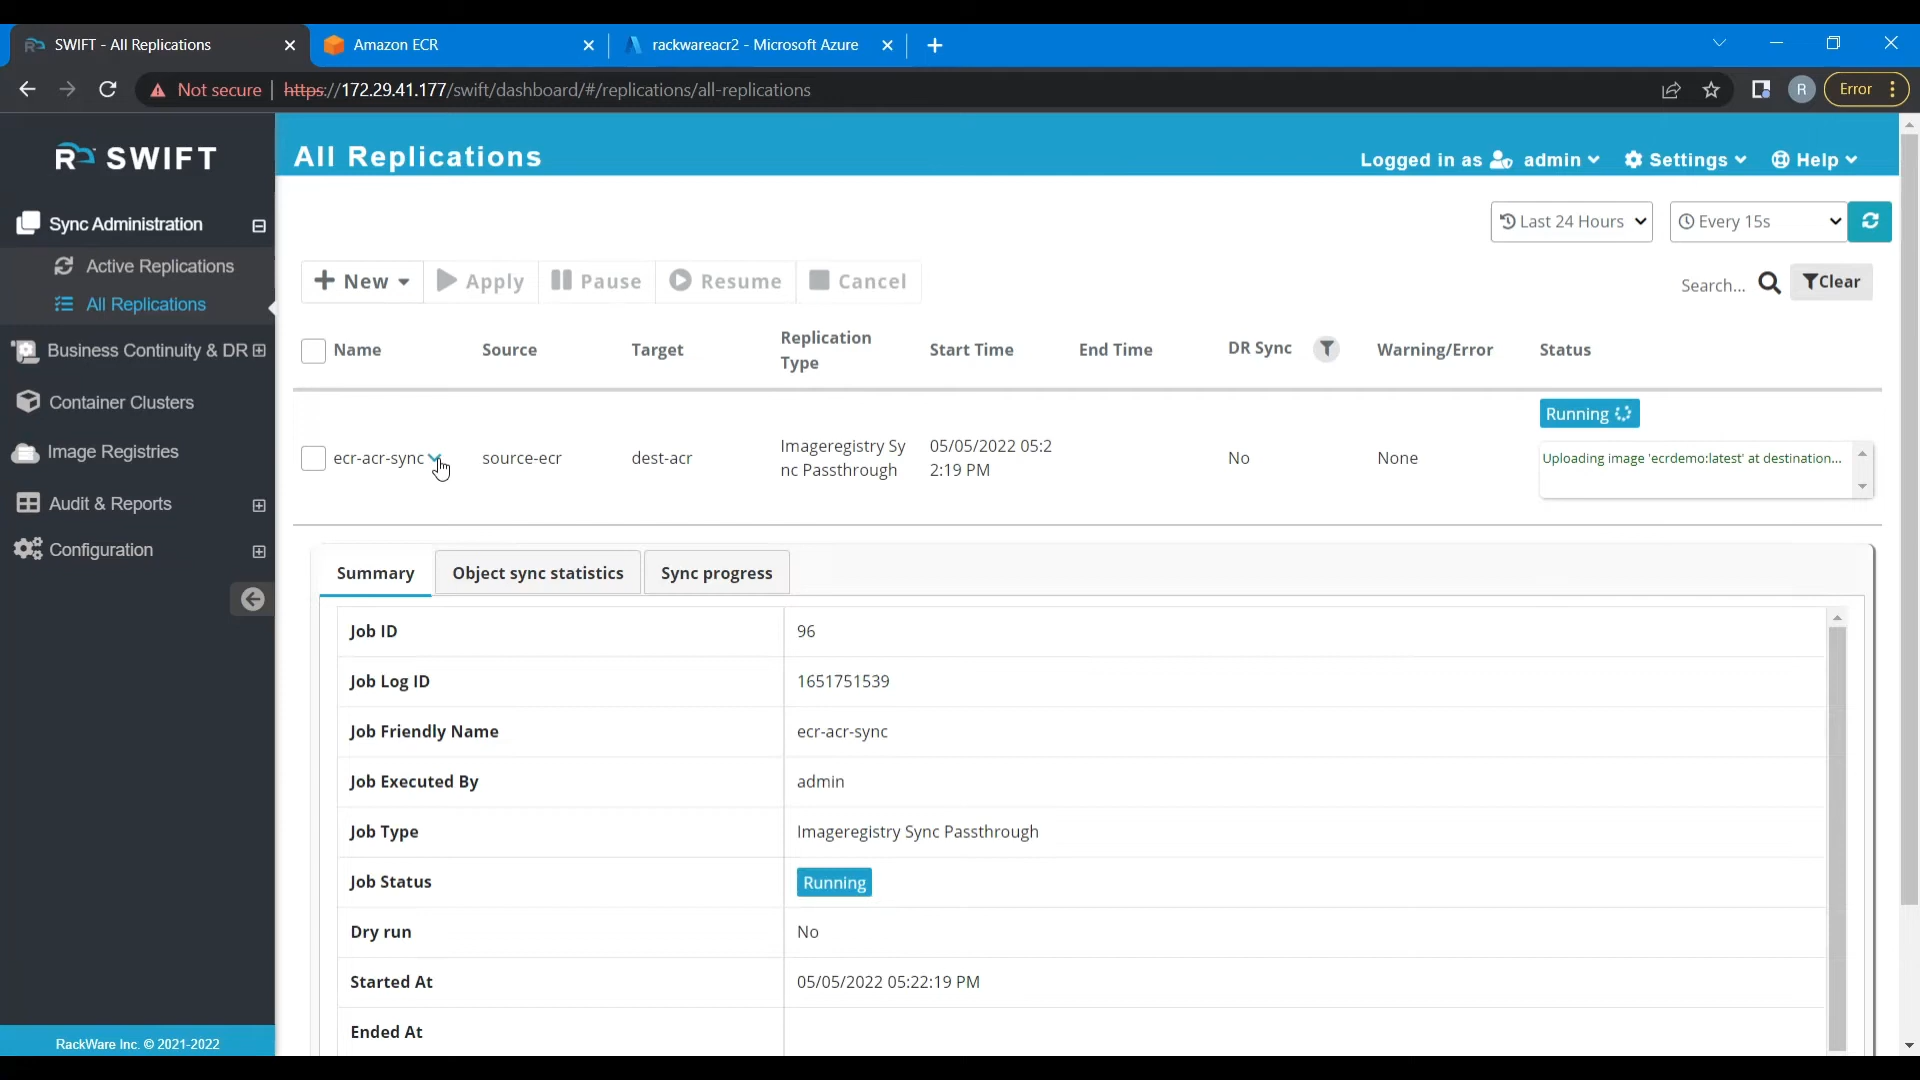 SWIFT - All Replications
Amazon ECR
rackwareacr2 - Microsoft Azure
Not secure
https://172.29.41.177/swift/dashboard/#/replications/all-replications
R
Error
SWIFT
All Replications
Logged in as admin
Settings
Help
Sync Administration
Active Replications
All Replications
Business Continuity & DR
Container Clusters
Image Registries
Audit & Reports
Configuration
RackWare Inc. © 2021-2022
Last 24 Hours
Every 15s
New
Apply
Pause
Resume
Cancel
Search...
Clear
Name
Source
Target
Replication
Type
Start Time
End Time
DR Sync
Warning/Error
Status
ecr-acr-sync
source-ecr
dest-acr
Imageregistry Sy
nc Passthrough
05/05/2022 05:2
2:19 PM
No
None
Running
Uploading image 'ecrdemo:latest' at destination...
Summary
Object sync statistics
Sync progress
Job ID 96
Job Log ID 1651751539
Job Friendly Name ecr-acr-sync
Job Executed By admin
Job Type Imageregistry Sync Passthrough
Job Status Running
Dry run No
Started At 05/05/2022 05:22:19 PM
Ended At